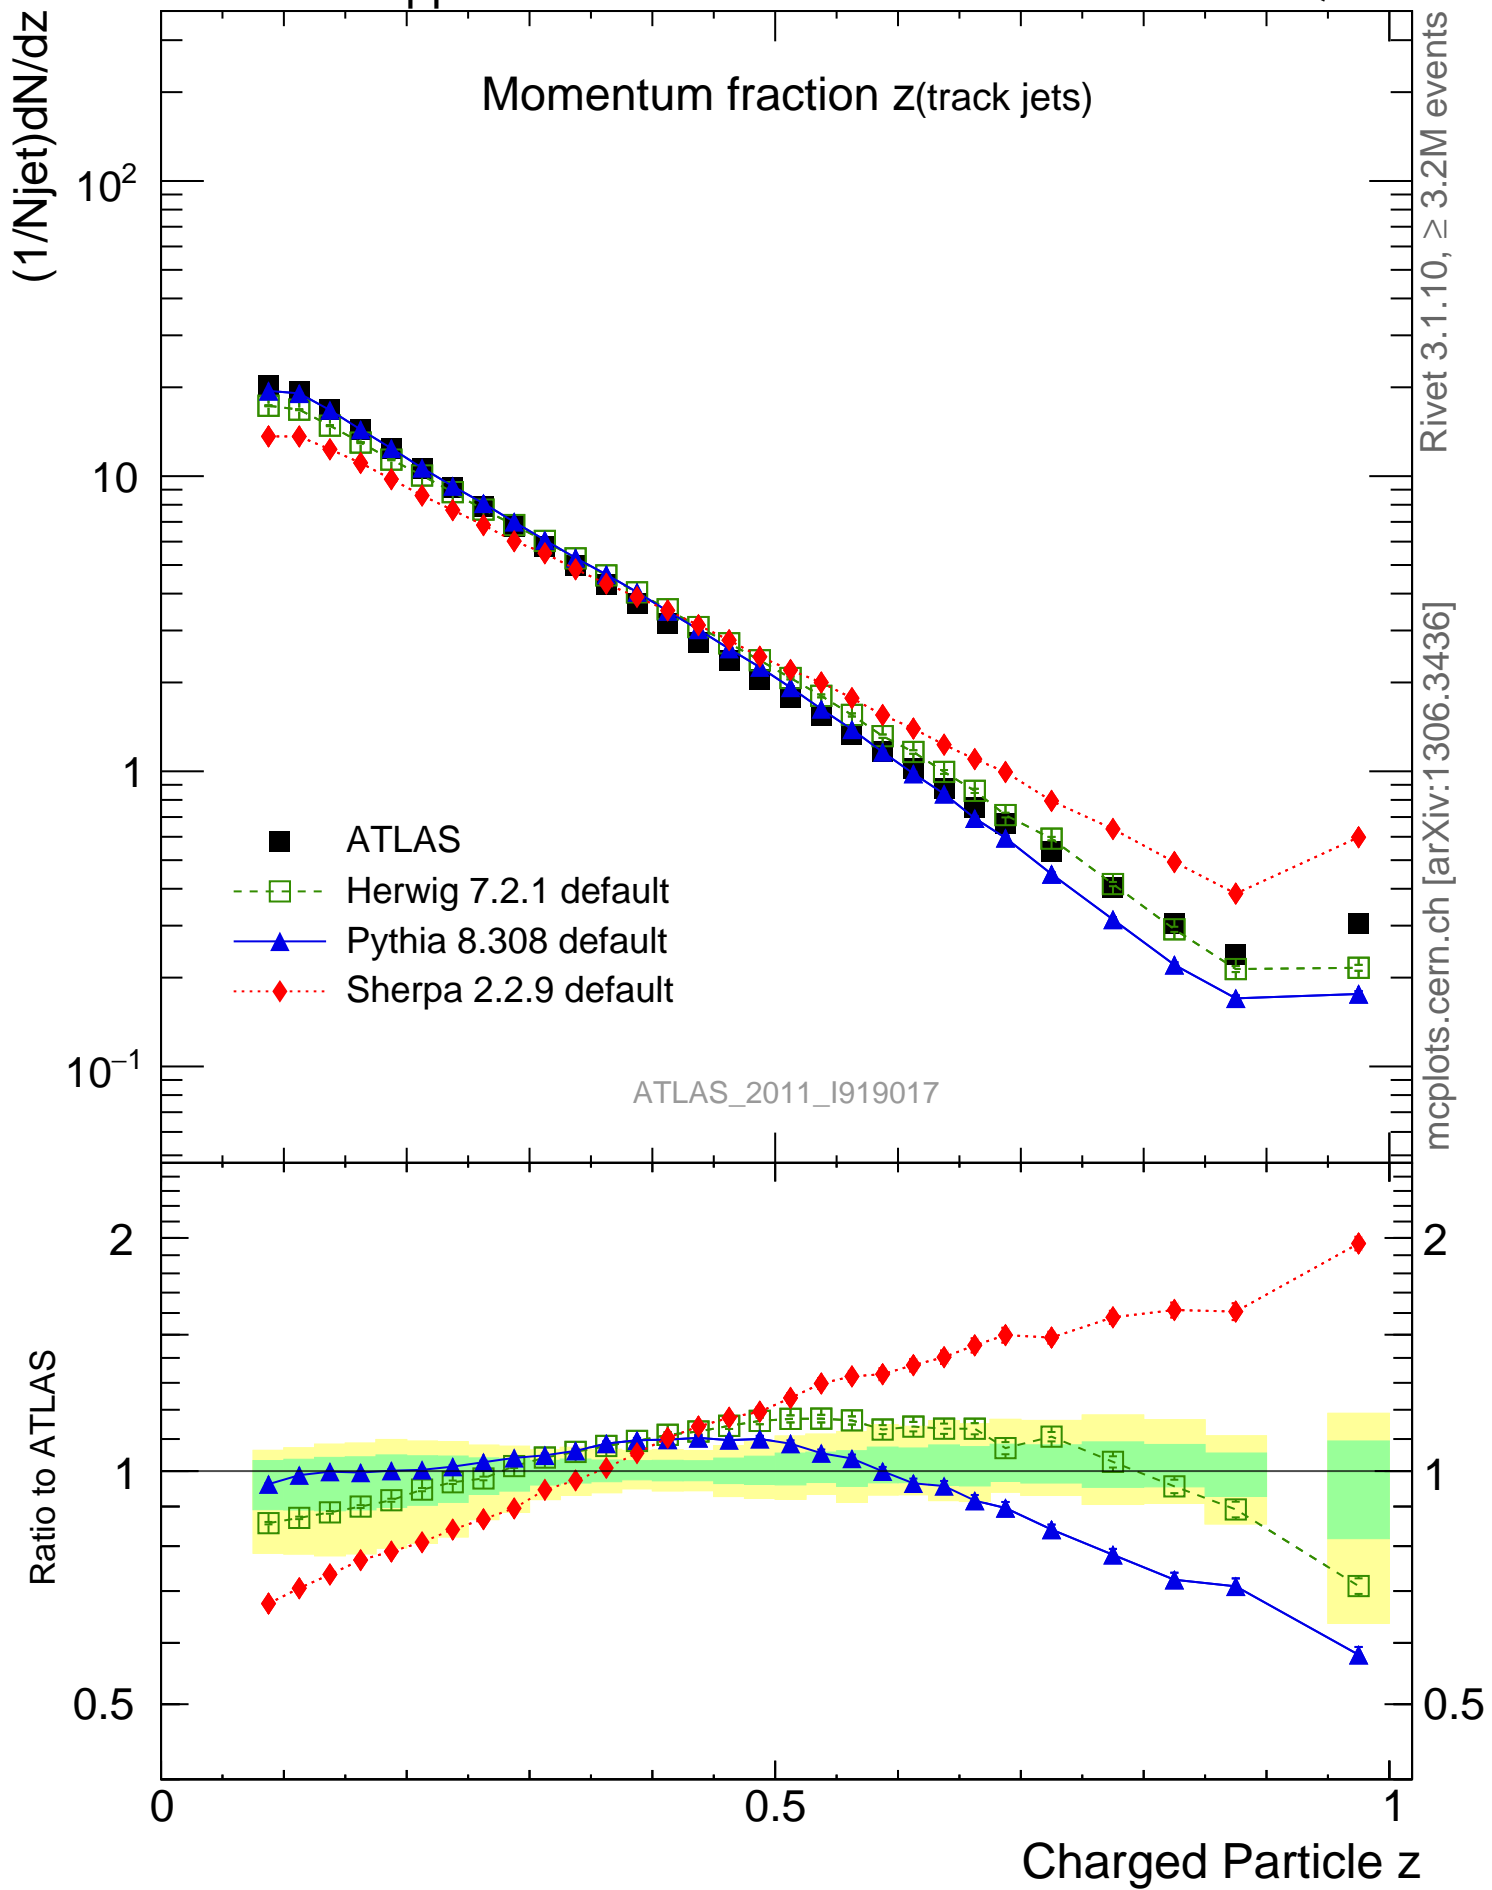 (1/Njet)dN/dz
Momentum fraction z(track jets)
10²
10
1
10⁻¹
ATLAS
Herwig 7.2.1 default
Pythia 8.308 default
Sherpa 2.2.9 default
ATLAS_2011_I919017
Rivet 3.1.10, ≥ 3.2M events
mcplots.cern.ch [arXiv:1306.3436]
Ratio to ATLAS
2
1
0.5
2
1
0.5
0
0.5
1
Charged Particle z